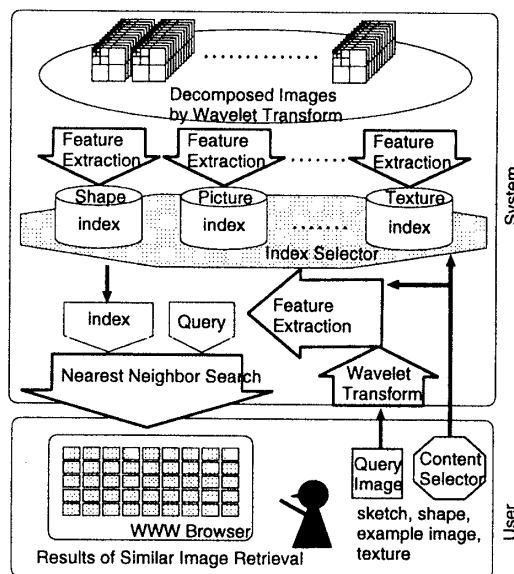 Decomposed Images
by Wavelet Transform
Feature
Extraction
Feature
Extraction
Feature
Extraction
Shape
index
Picture
index
Texture
index
Index Selector
System
index
Query
Feature
Extraction
Nearest Neighbor Search
Wavelet
Transform
Query
Image
Content
Selector
WWW Browser
sketch, shape,
example image,
texture
Results of Similar Image Retrieval
User